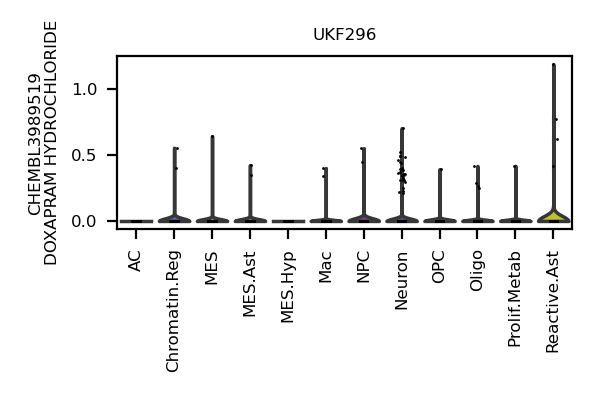 UKF296
CHEMBL3989519
DOXAPRAM HYDROCHLORIDE
1.0
0.5
0.0
AC
Chromatin.Reg
MES
MES.Ast
MES.Hyp
Mac
NPC
Neuron
OPC
Oligo
Prolif.Metab
Reactive.Ast